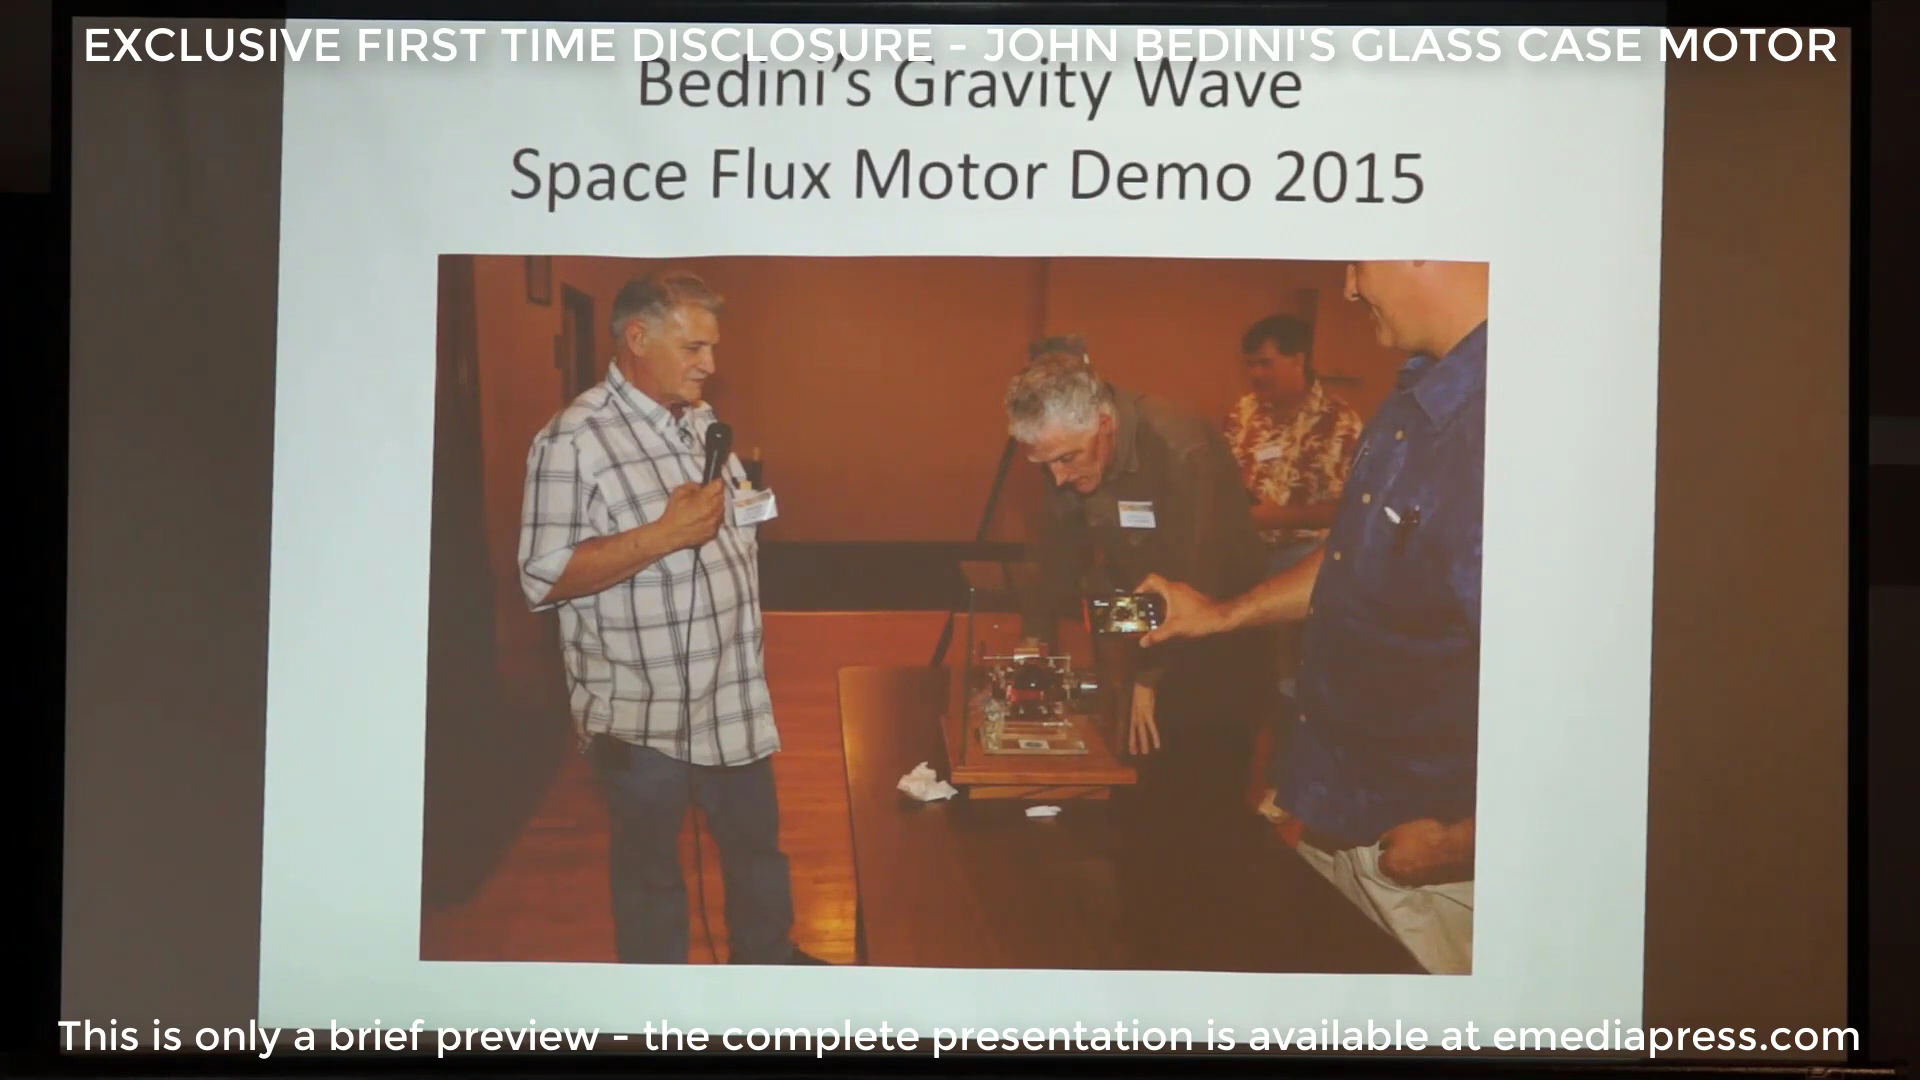 EXCLUSIVE FIRST TIME DISCLOSURE - JOHN BEDINI'S GLASS CASE MOTOR
Bedini's Gravity Wave
Space Flux Motor Demo 2015
This is only a brief preview - the complete presentation is available at emediapress.com